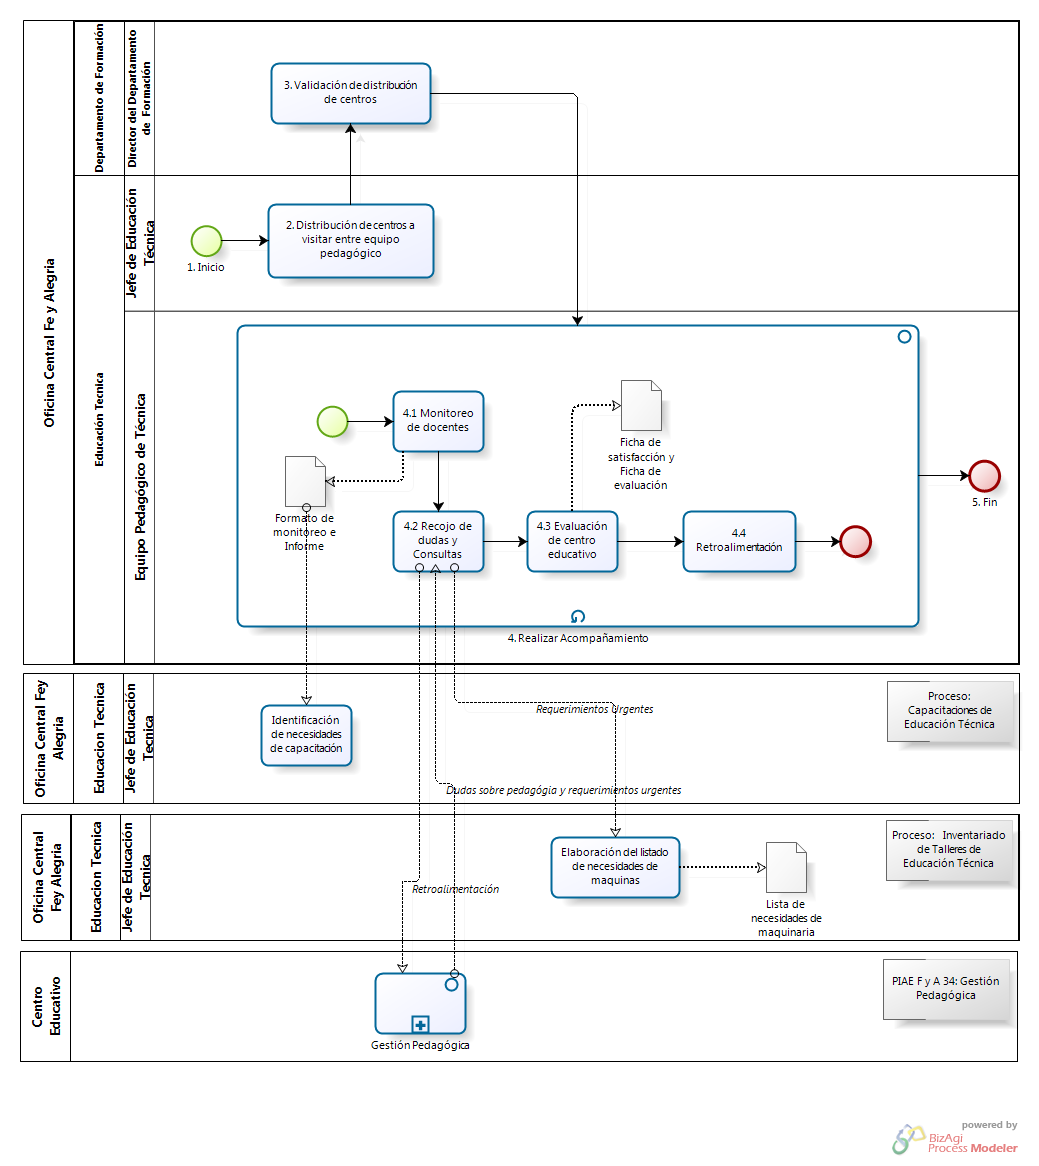 Oficina Central Fe y Alegria
Departamento de Formación
Director del Departamento
de Formación
3. Validación de distribución
de centros
Educación Tecnica
Jefe de Educación
Técnica
1. Inicio
2. Distribución de centros a
visitar entre equipo
pedagógico
Equipo Pedagógico de Técnica
4.1 Monitoreo
de docentes
Formato de
monitoreo e
Informe
4.2 Recojo de
dudas y
Consultas
Ficha de
satisfacción y
Ficha de
evaluación
4.3 Evaluación
de centro
educativo
4.4
Retroalimentación
5. Fin
4. Realizar Acompañamiento
Oficina Central Fey
Alegria
Educacion Tecnica
Jefe de Educación
Tecnica
Identificación
de necesidades
de capacitación
Requerimientos Urgentes
Proceso:
Capacitaciones de
Educación Técnica
Dudas sobre pedagógia y requerimientos urgentes
Oficina Central
Fey Alegria
Educacion Tecnica
Jefe de Educación
Tecnica
Retroalimentación
Elaboración del listado
de necesidades de
maquinas
Lista de
necesidades de
maquinaria
Proceso: Inventariado
de Talleres de
Educación Técnica
Centro
Educativo
Gestión Pedagógica
PIAE F y A 34: Gestión
Pedagógica
powered by
BizAgi
Process Modeler